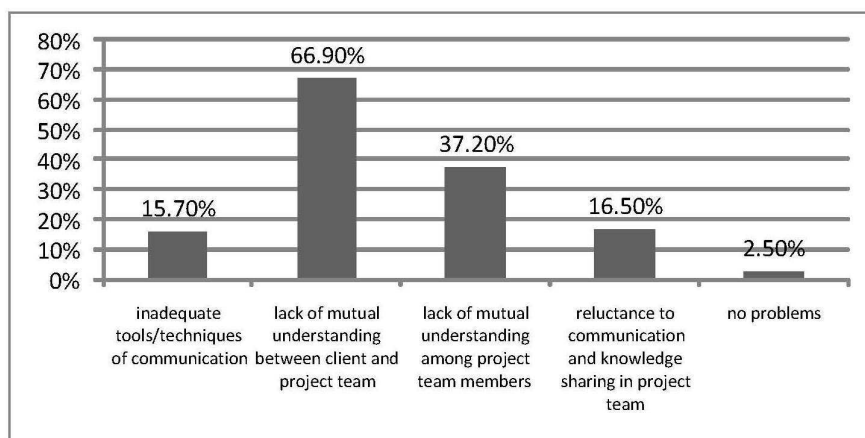 80%
70%
60%
50%
40%
30%
20%
10%
0%
66.90%
37.20%
15.70%
16.50%
2.50%
inadequate
tools/techniques
of communication
lack of mutual
understanding
between client and
project team
lack of mutual
understanding
among project
team members
reluctance to
communication
and knowledge
sharing in project
team
no problems